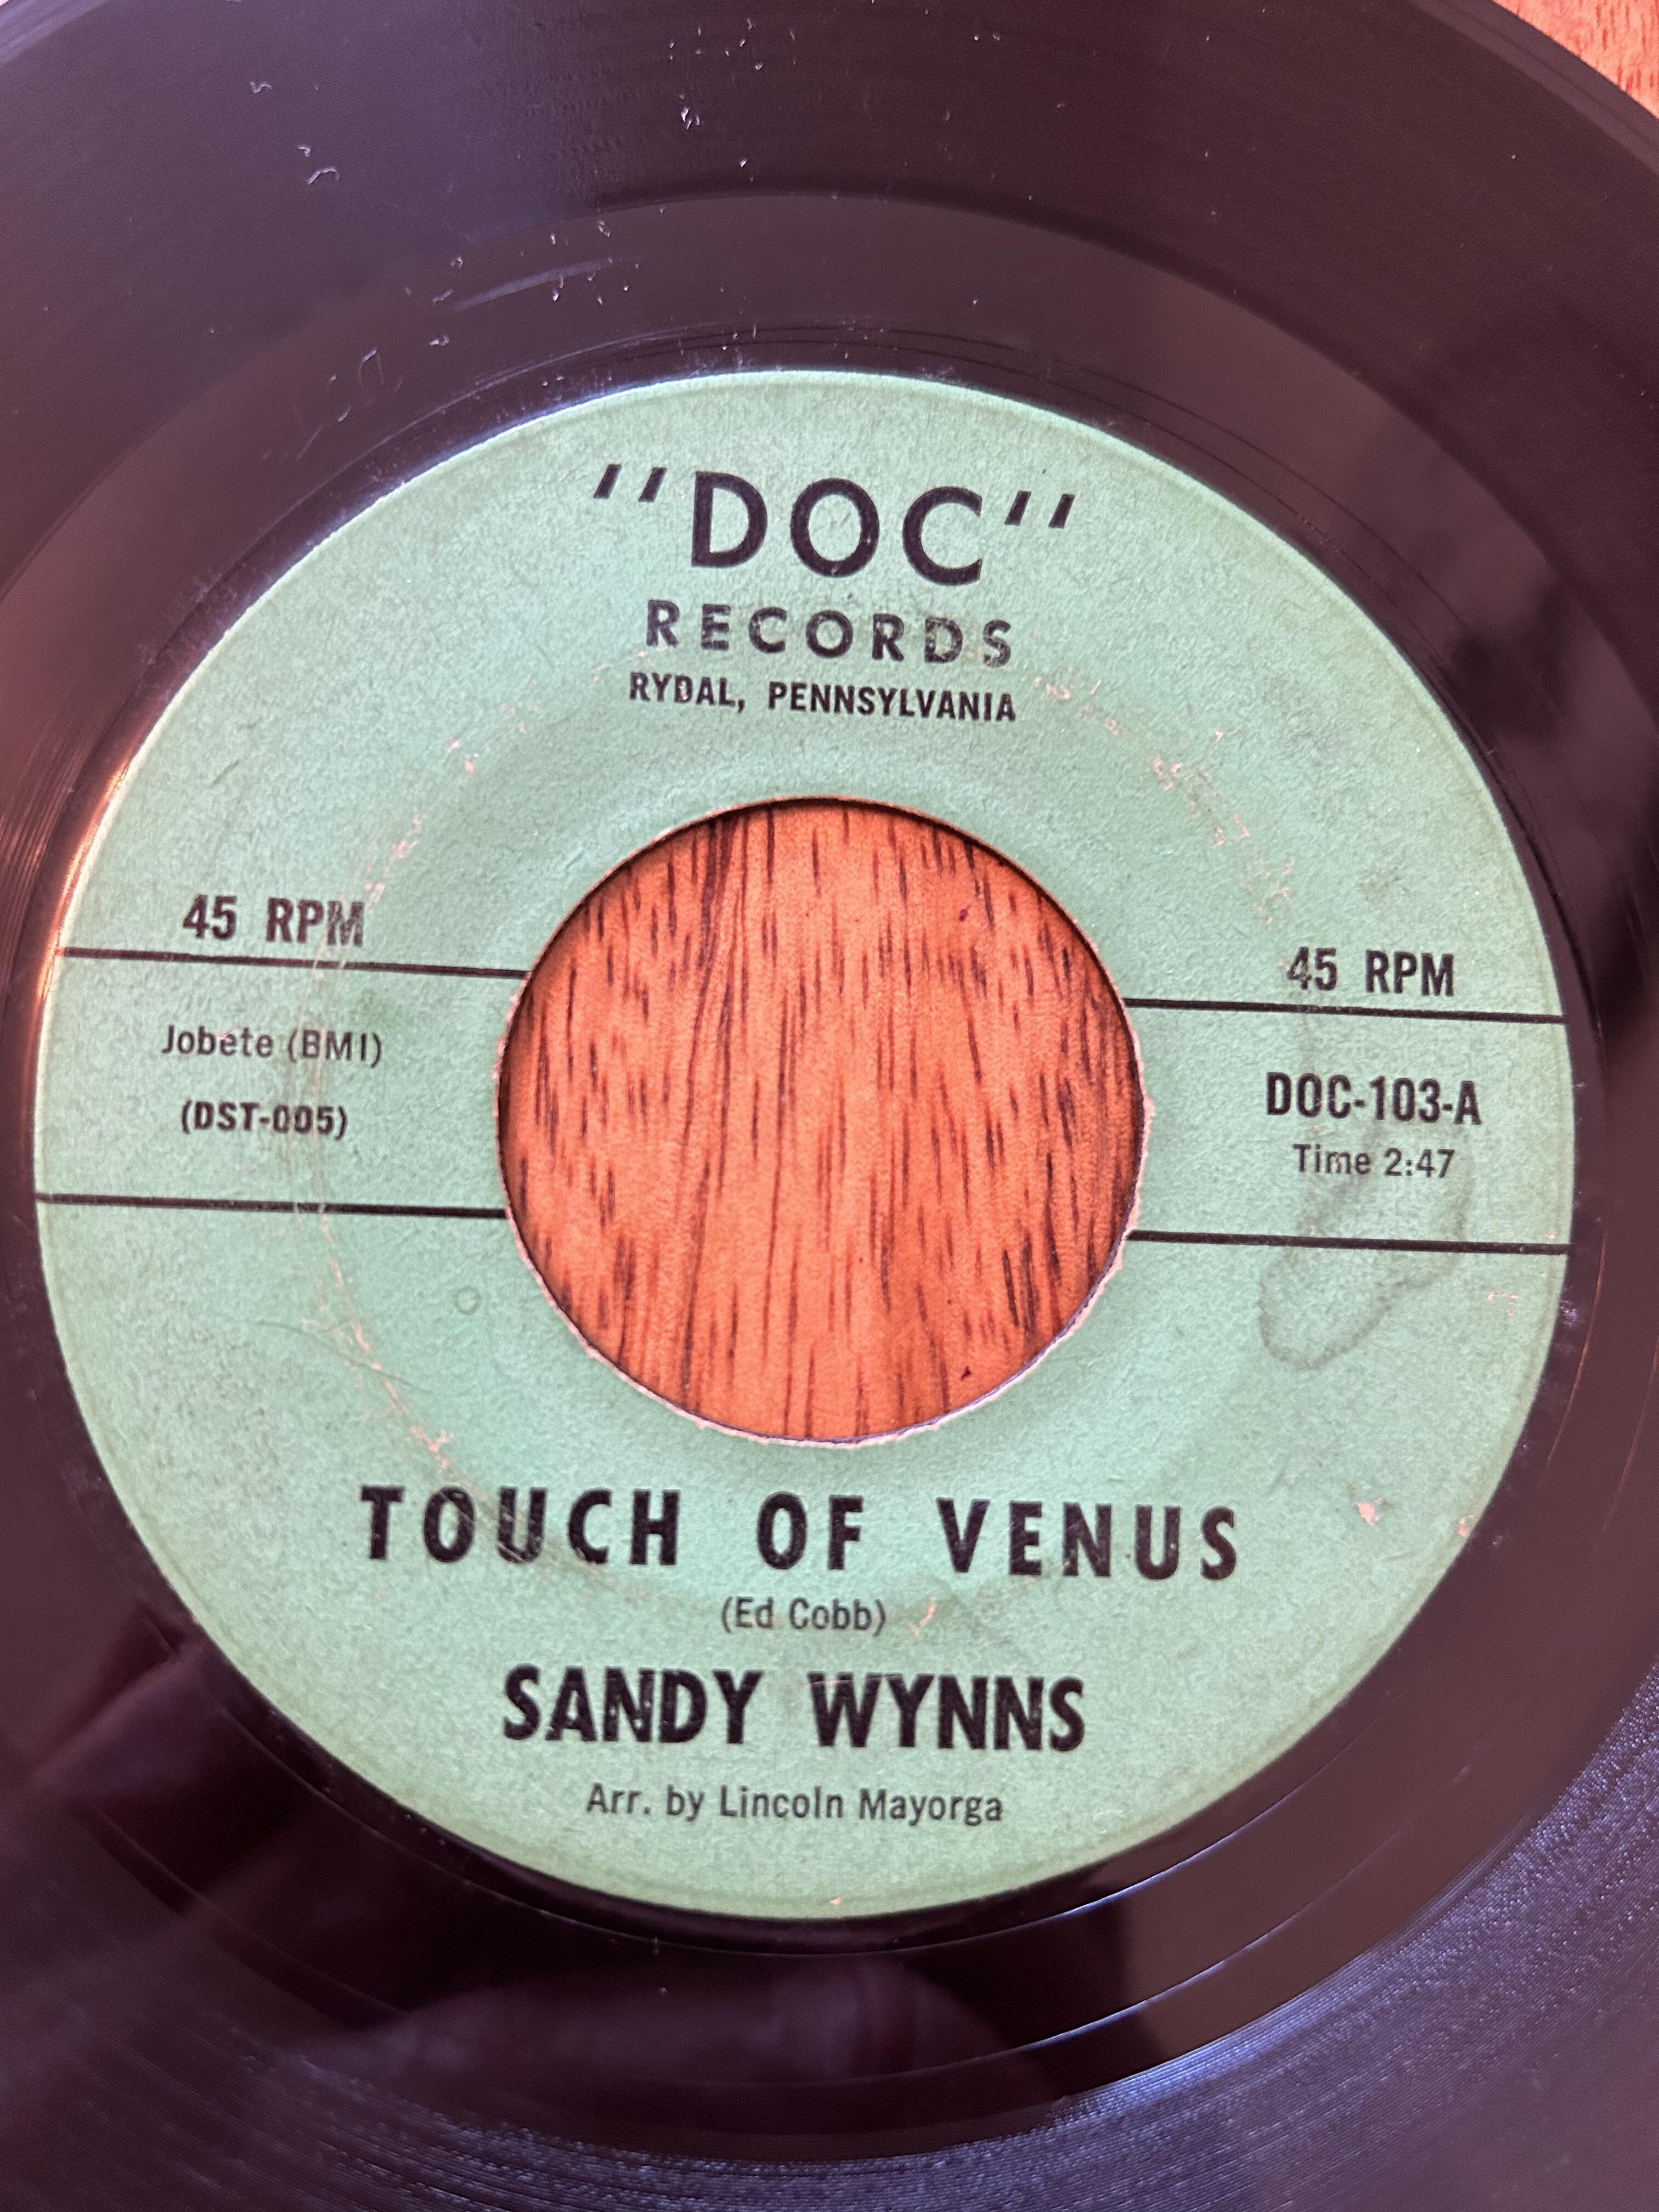 "DOC"
RECORDS
RYDAL, PENNSYLVANIA
45 RPM
Jobete (BMI)
(DST-005)
45 RPM
DOC-103-A
Time 2:47
TOUCH OF VENUS
(Ed Cobb)
SANDY WYNNS
Arr. by Lincoln Mayorga